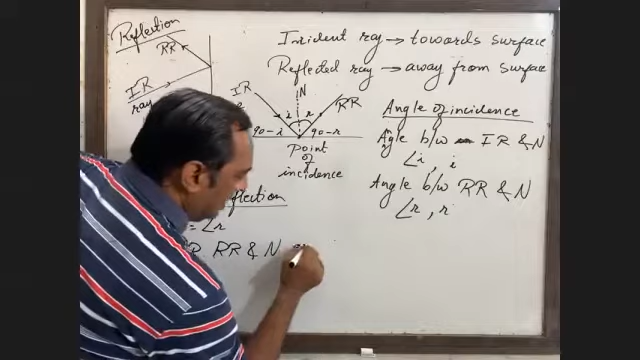 Reflection
RR
IR
ray
Incident ray → towards surface
Reflected ray → away from surface
IR
N
RR
i r
90-i 90-r
Point
of
incidence
Angle of incidence
Agle b/w IR & N
∠i, i
Angle b/w RR & N
∠r, r
flection
= ∠r
R RR & N